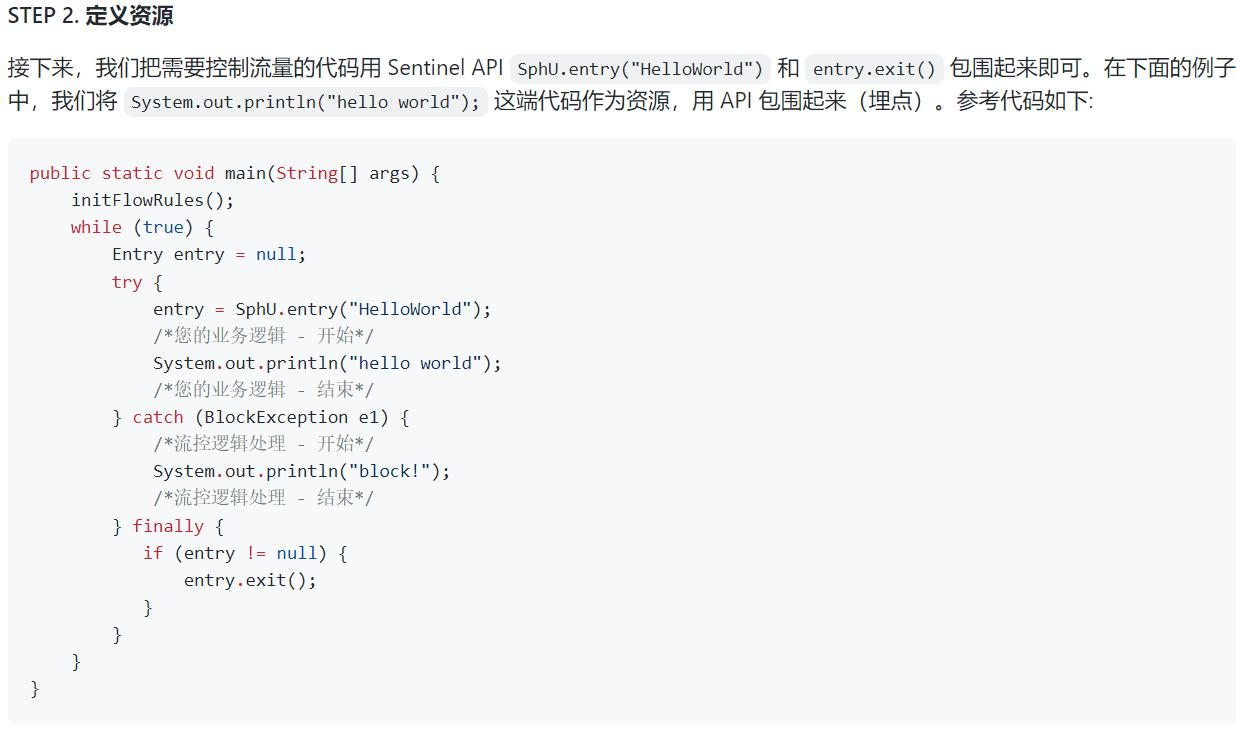 STEP 2. 定义资源
接下来，我们把需要控制流量的代码用 Sentinel API SphU.entry("HelloWorld") 和 entry.exit() 包围起来即可。在下面的例子
中，我们将 System.out.println("hello world"); 这端代码作为资源，用 API 包围起来（埋点）。参考代码如下:
public static void main(String[] args) {
    initFlowRules();
    while (true) {
        Entry entry = null;
        try {
            entry = SphU.entry("HelloWorld");
            /*您的业务逻辑 - 开始*/
            System.out.println("hello world");
            /*您的业务逻辑 - 结束*/
        } catch (BlockException e1) {
            /*流控逻辑处理 - 开始*/
            System.out.println("block!");
            /*流控逻辑处理 - 结束*/
        } finally {
           if (entry != null) {
               entry.exit();
           }
        }
    }
}